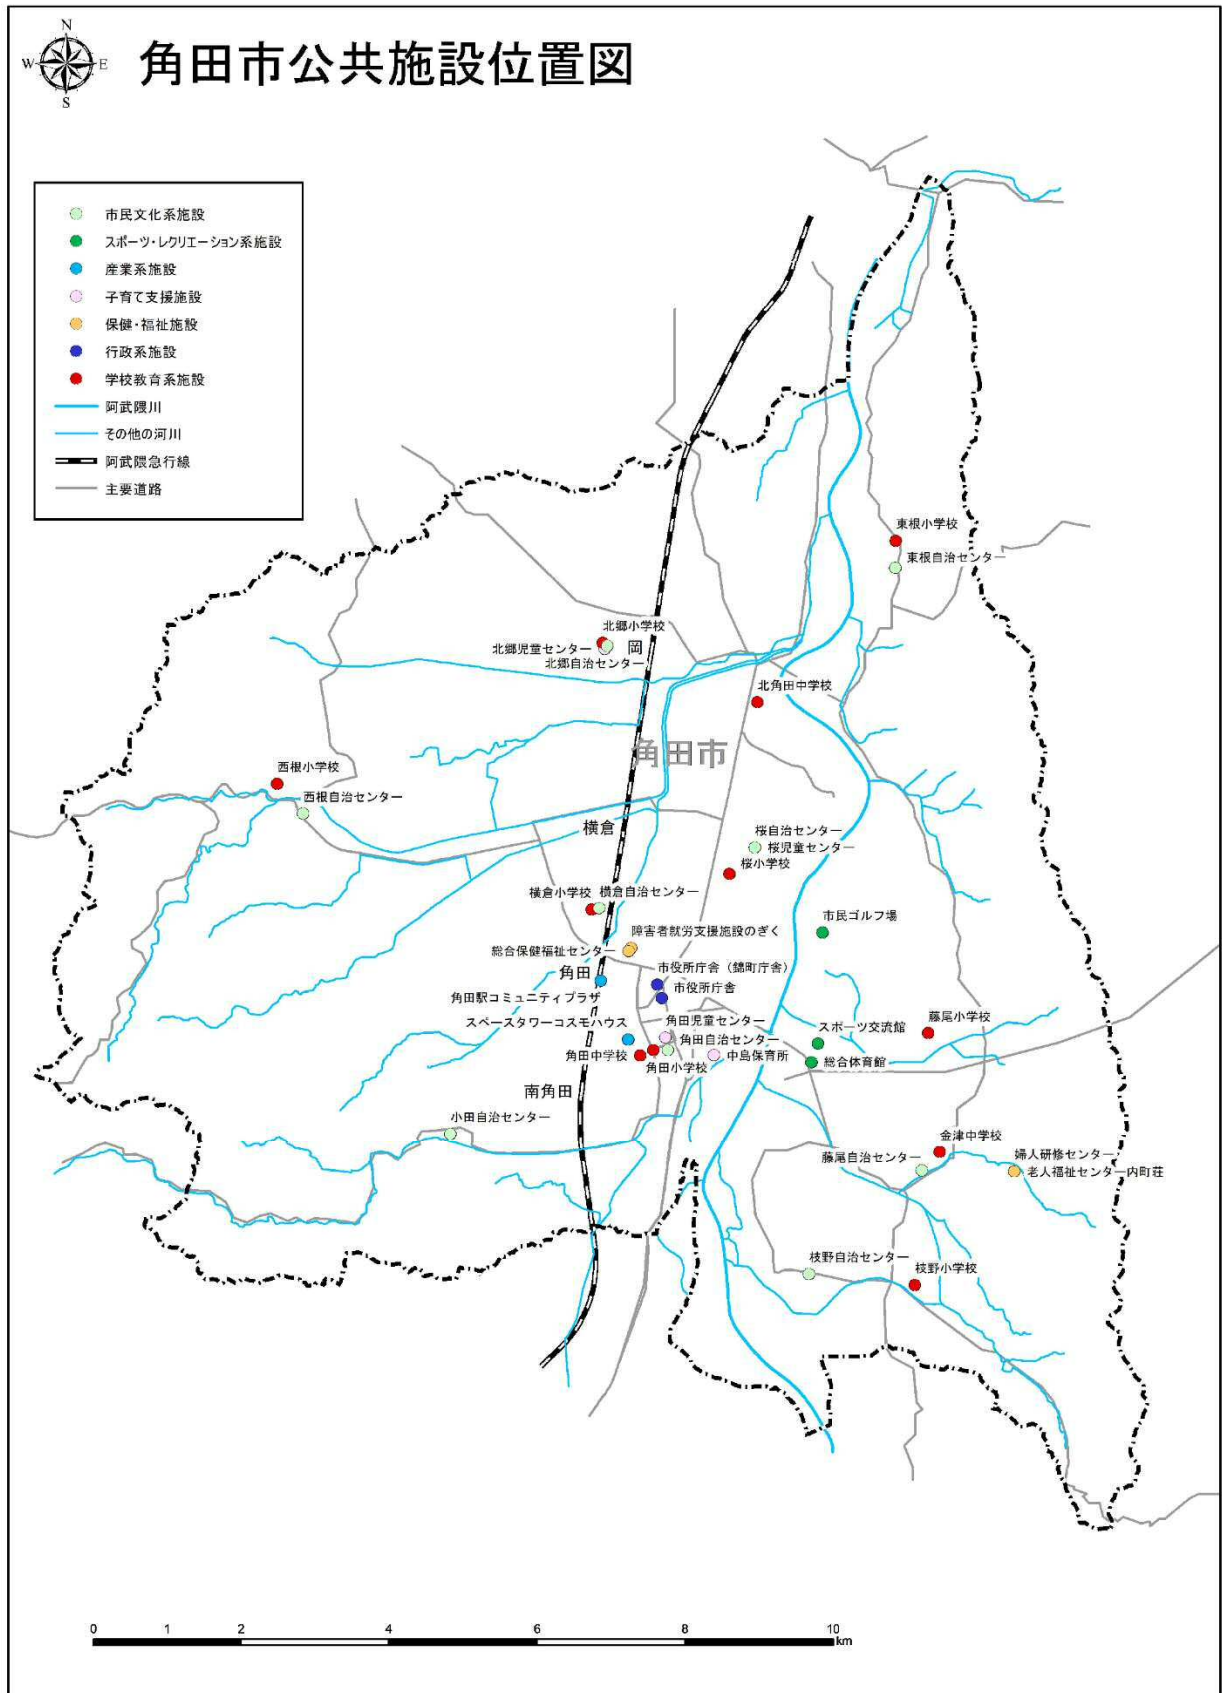 N
W
E
S
角田市公共施設位置図
市民文化系施設
スポーツ・レクリエーション系施設
産業系施設
子育て支援施設
保健・福祉施設
行政系施設
学校教育系施設
阿武隈川
その他の河川
阿武隈急行線
主要道路
東根小学校
東根自治センター
北郷小学校
北郷児童センター
岡
北郷自治センター
北角田中学校
角田市
西根小学校
西根自治センター
横倉
桜自治センター
桜児童センター
桜小学校
横倉小学校
横倉自治センター
市民ゴルフ場
障害者就労支援施設のぎく
総合保健福祉センター
角田
市役所庁舎（錦町庁舎）
市役所庁舎
角田駅コミュニティプラザ
スペースタワーコスモハウス
角田児童センター
角田自治センター
角田中学校
角田小学校
中島保育所
スポーツ交流館
藤尾小学校
総合体育館
南角田
小田自治センター
金津中学校
藤尾自治センター
婦人研修センター
老人福祉センター内町荘
枝野自治センター
枝野小学校
0 1 2 4 6 8 10
km